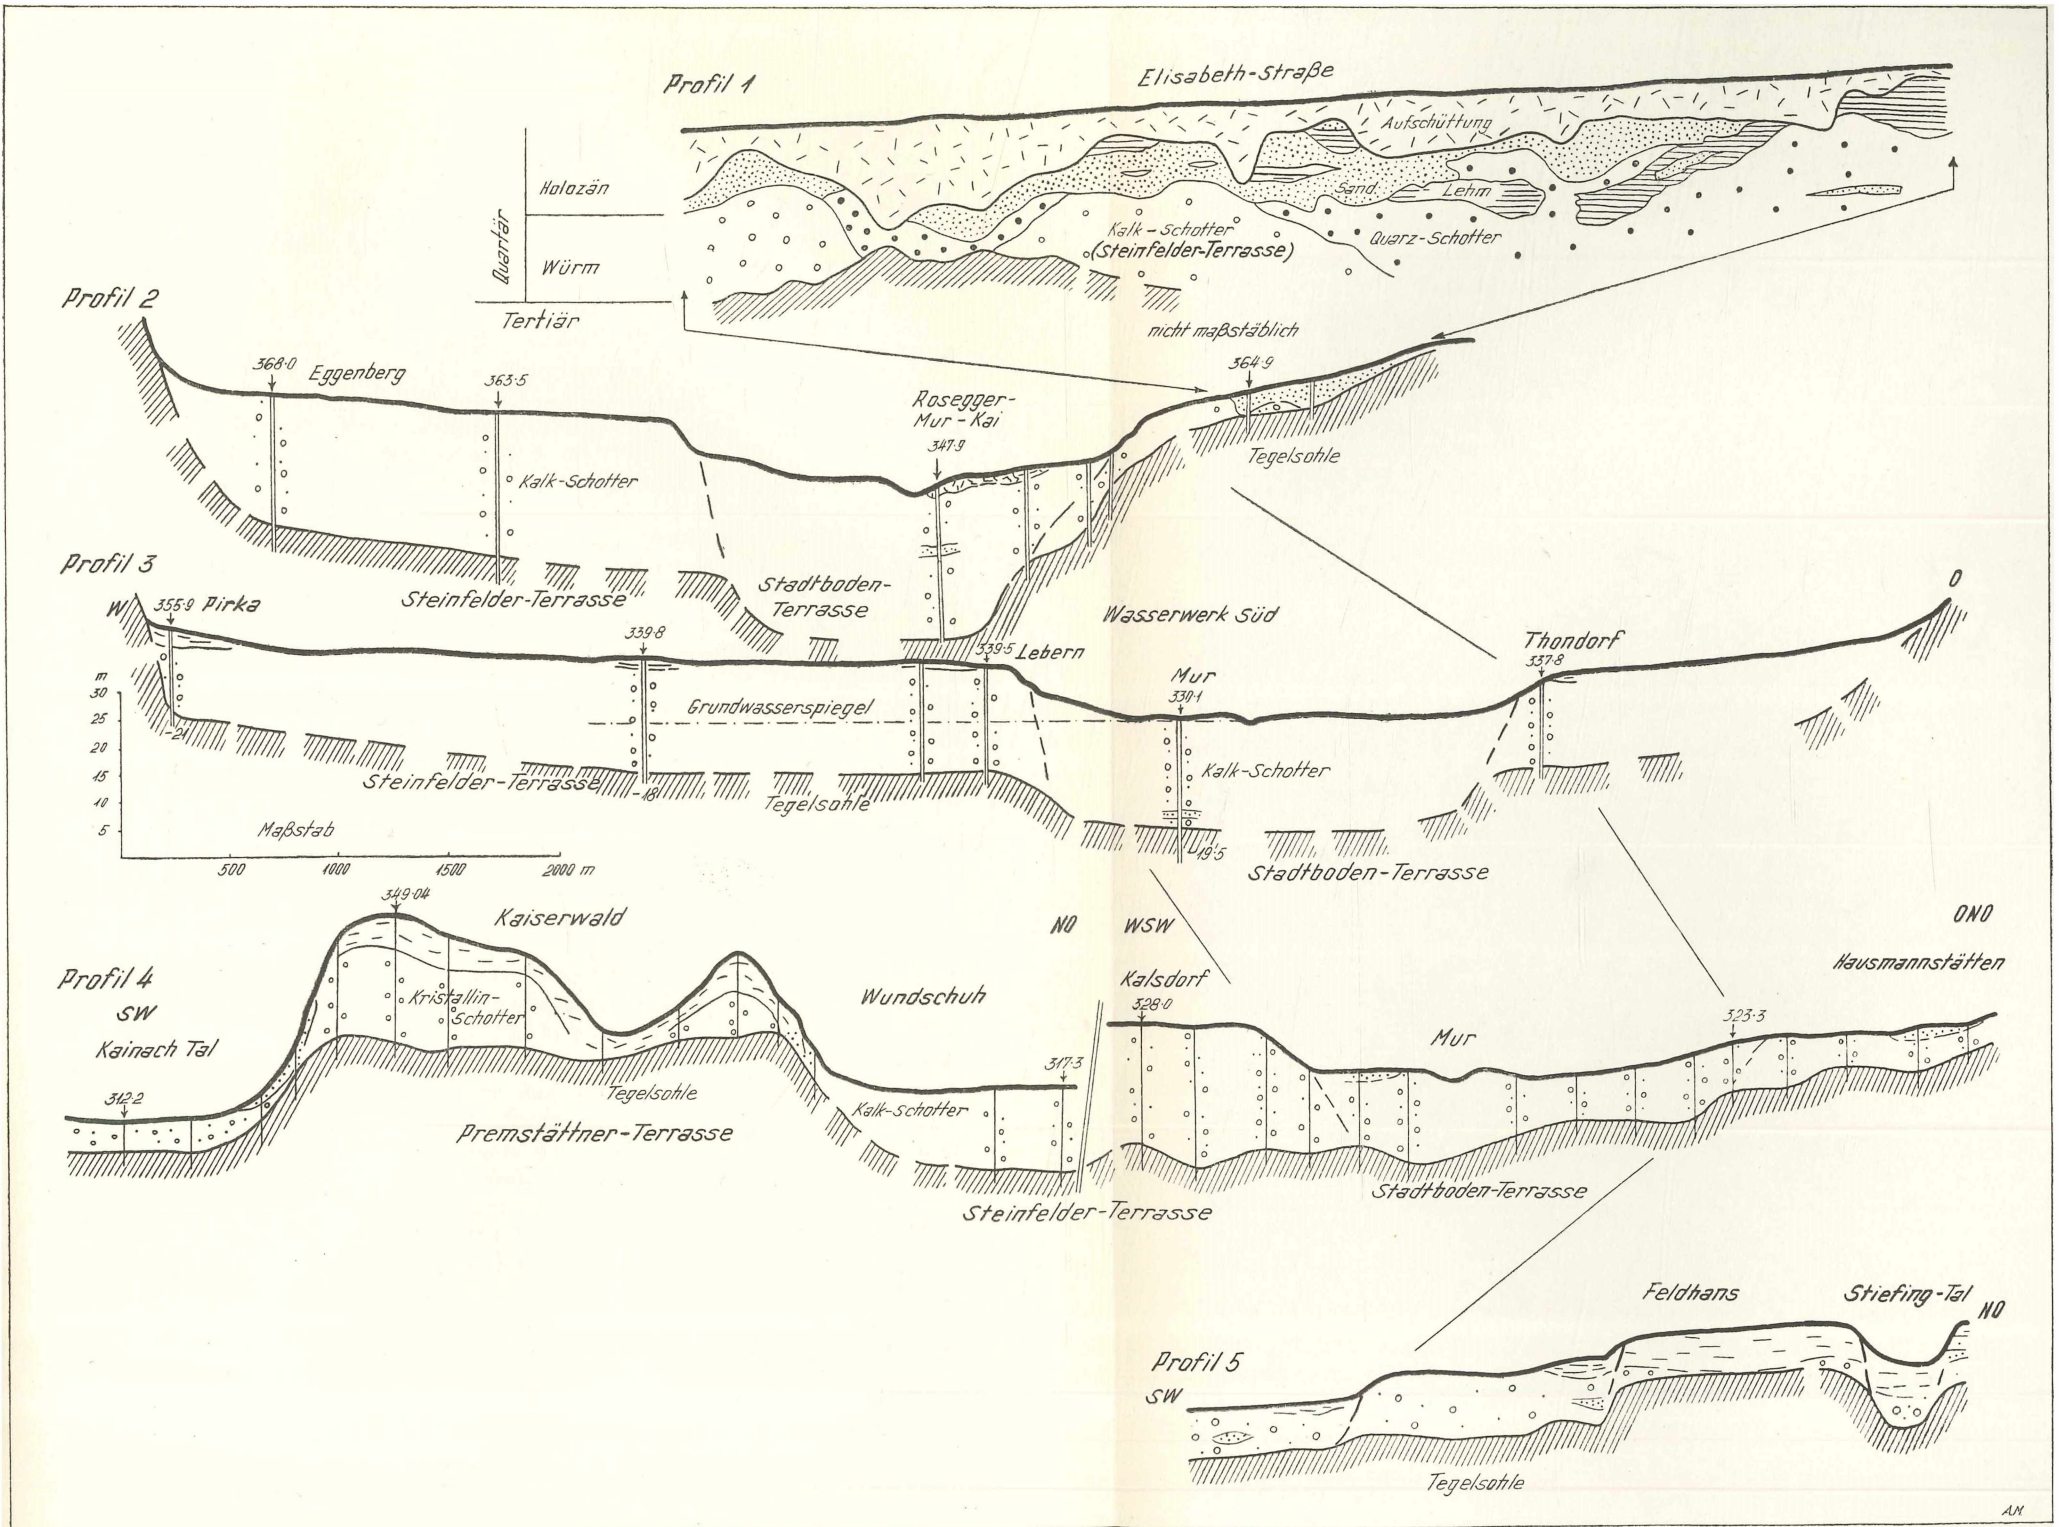 Profil 1
Elisabeth-Straße
Aufschüttung
Holozän
Sand
Lehm
Quartär
Kalk-Schotter
(Steinfelder-Terrasse)
Quarz-Schotter
Würm
Tertiär
nicht maßstäblich
Profil 2
368·0
Eggenberg
363·5
Rosegger-
Mur-Kai
347·9
364·9
Kalk-Schotter
Tegelsohle
Steinfelder-Terrasse
Stadtboden-
Terrasse
Profil 3
W
355·9 Pirka
339·8
339·5 Lebern
Wasserwerk Süd
Mur
330·1
Thondorf
337·8
O
m
30
25
20
15
10
5
-21
Grundwasserspiegel
Kalk-Schotter
Steinfelder-Terrasse
-18
Tegelsohle
19·5
Stadtboden-Terrasse
Maßstab
500
1000
1500
2000 m
Profil 4
SW
Kainach Tal
312·2
349·04
Kaiserwald
Kristallin-
Schotter
Tegelsohle
Premstättner-Terrasse
Wundschuh
NO
317·3
Kalk-Schotter
Steinfelder-Terrasse
WSW
Kalsdorf
328·0
Mur
323·3
ONO
Hausmannstätten
Stadtboden-Terrasse
Profil 5
SW
Feldhans
Stiefing-Tal
NO
Tegelsohle
A.M.